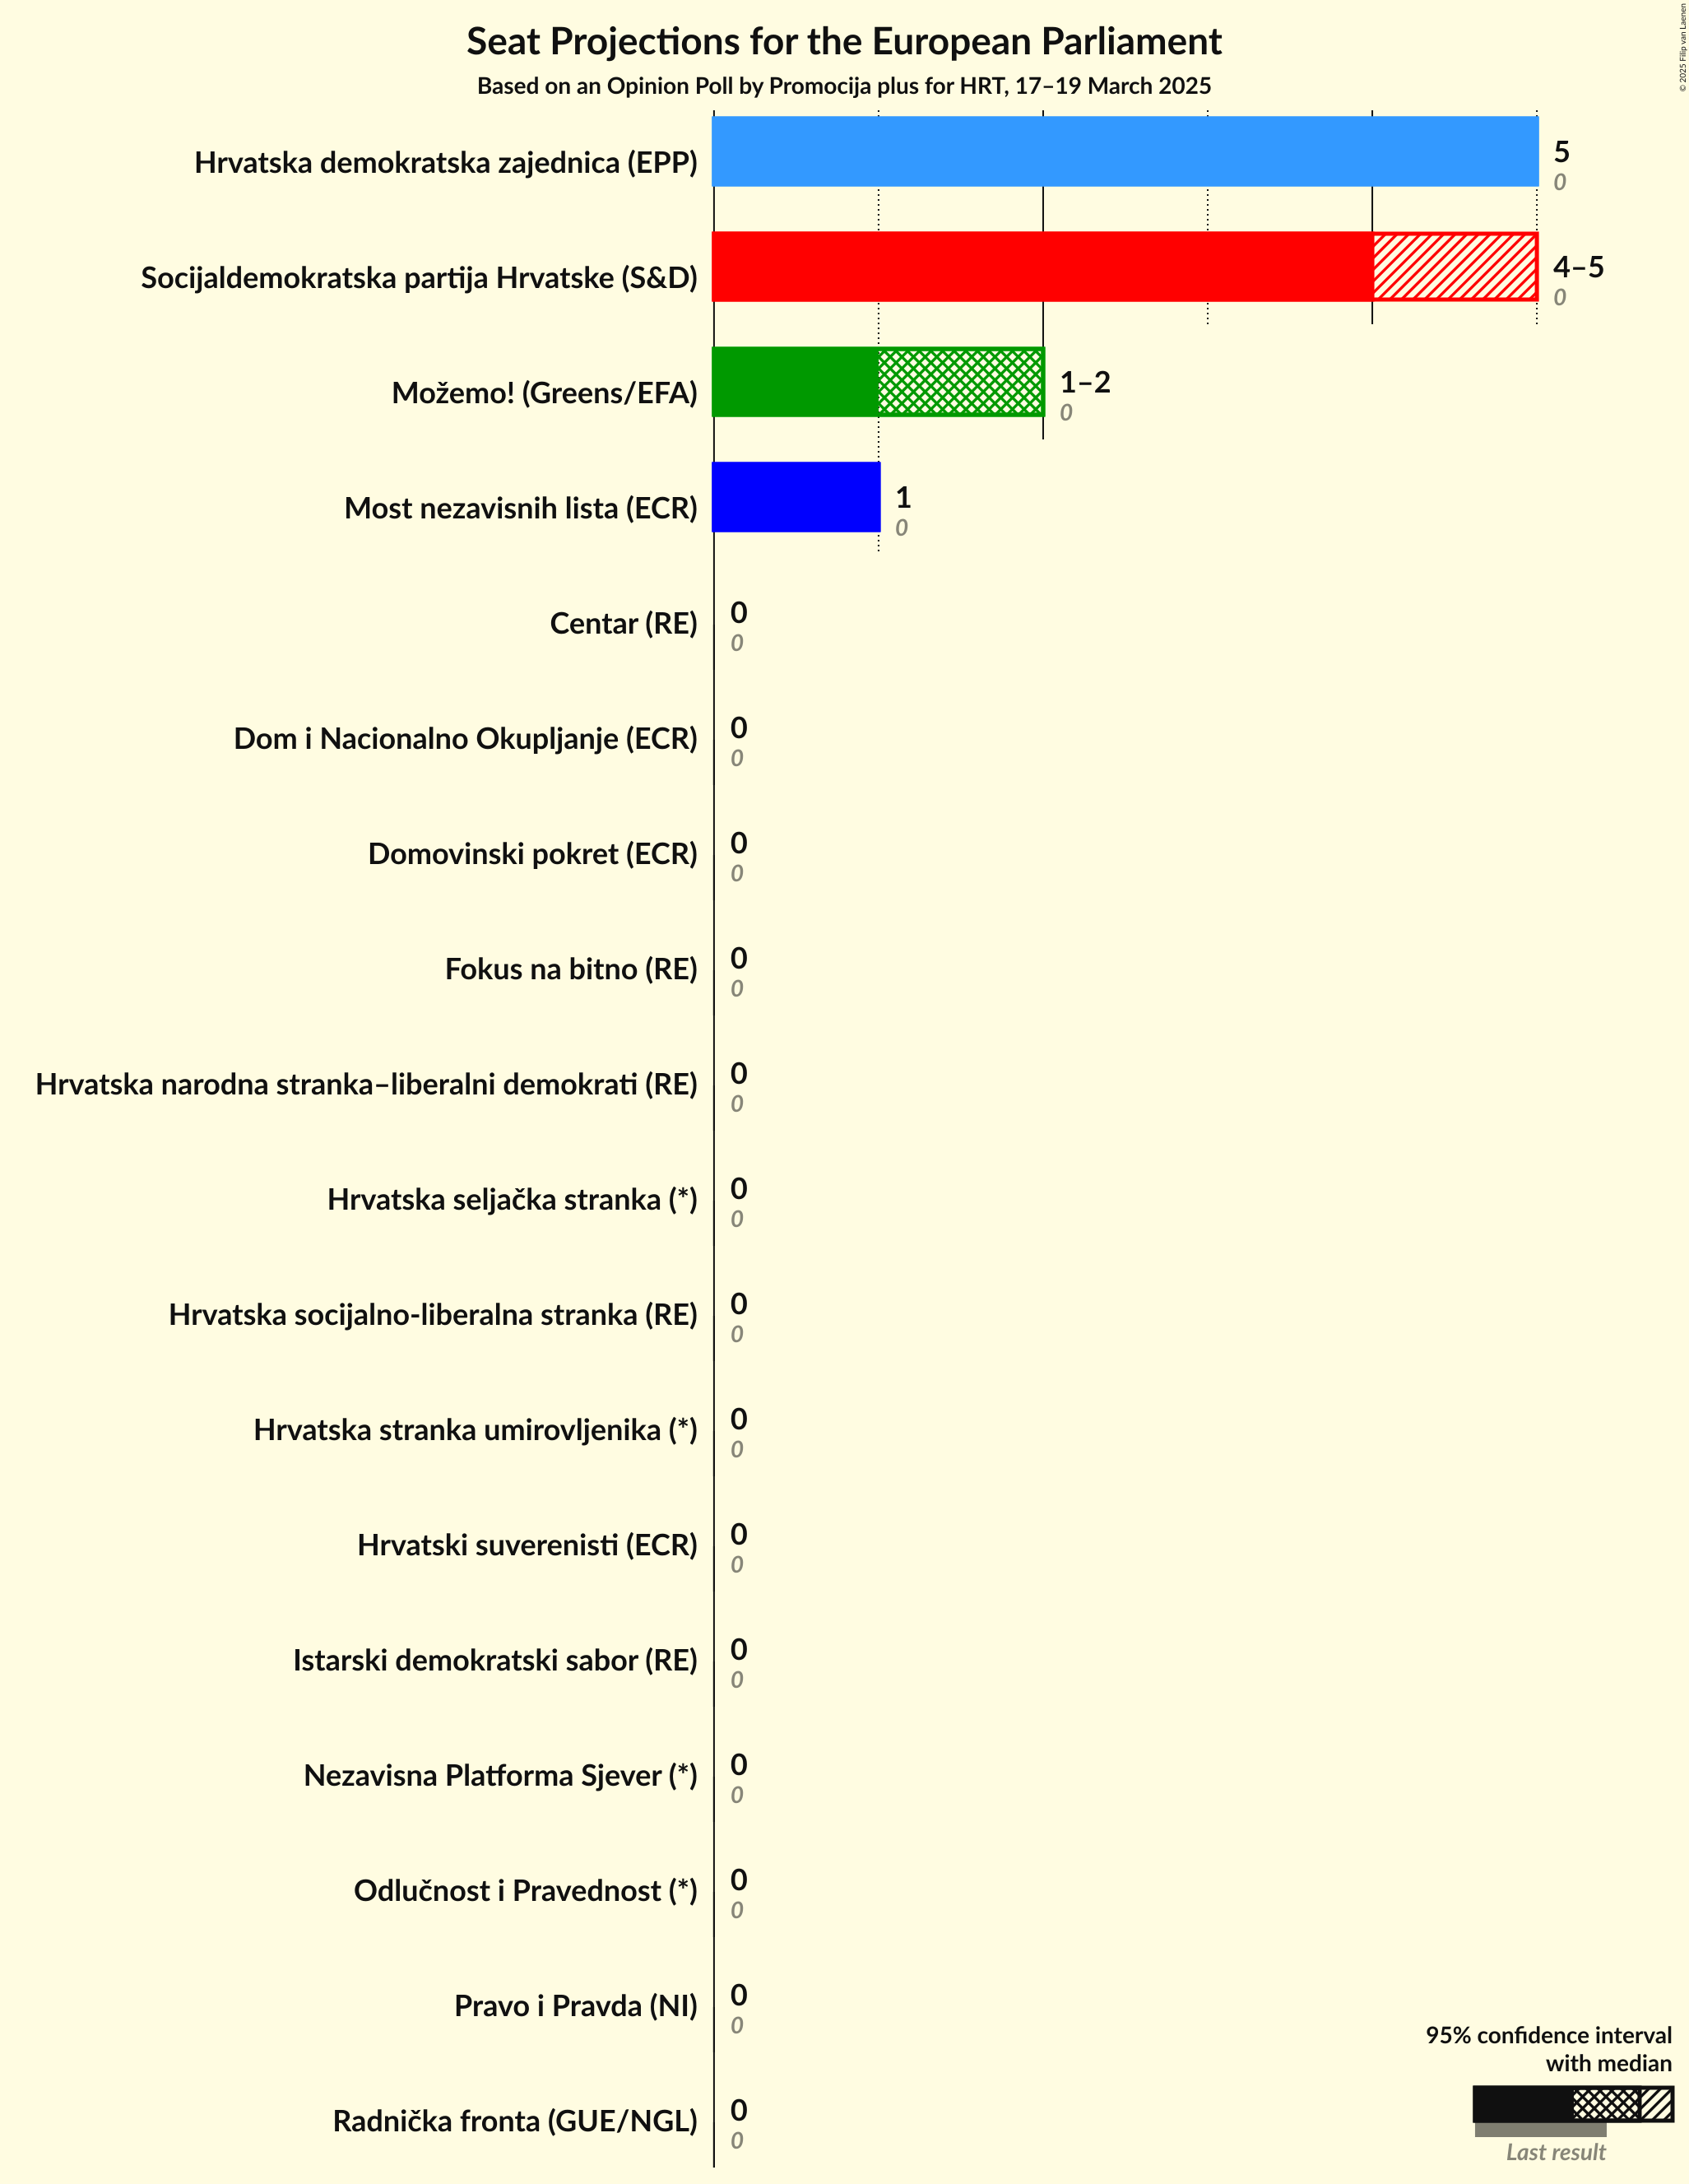 Seat Projections for the European Parliament
Based on an Opinion Poll by Promocija plus for HRT, 17–19 March 2025
© 2025 Filip van Laenen
Hrvatska demokratska zajednica (EPP)
5
0
Socijaldemokratska partija Hrvatske (S&D)
4–5
0
Možemo! (Greens/EFA)
1–2
0
Most nezavisnih lista (ECR)
1
0
Centar (RE)
0
0
Dom i Nacionalno Okupljanje (ECR)
0
0
Domovinski pokret (ECR)
0
0
Fokus na bitno (RE)
0
0
Hrvatska narodna stranka–liberalni demokrati (RE)
0
0
Hrvatska seljačka stranka (*)
0
0
Hrvatska socijalno-liberalna stranka (RE)
0
0
Hrvatska stranka umirovljenika (*)
0
0
Hrvatski suverenisti (ECR)
0
0
Istarski demokratski sabor (RE)
0
0
Nezavisna Platforma Sjever (*)
0
0
Odlučnost i Pravednost (*)
0
0
Pravo i Pravda (NI)
0
0
Radnička fronta (GUE/NGL)
0
0
95% confidence interval
with median
Last result